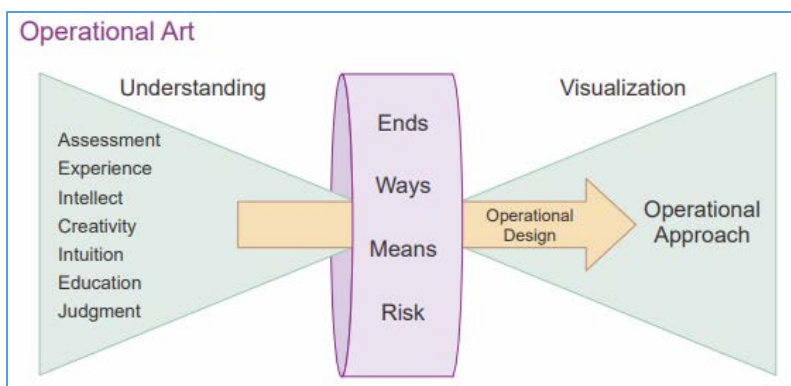 Operational Art
Understanding
Assessment
Experience
Intellect
Creativity
Intuition
Education
Judgment
Ends
Ways
Means
Risk
Visualization
Operational
Design
Operational
Approach